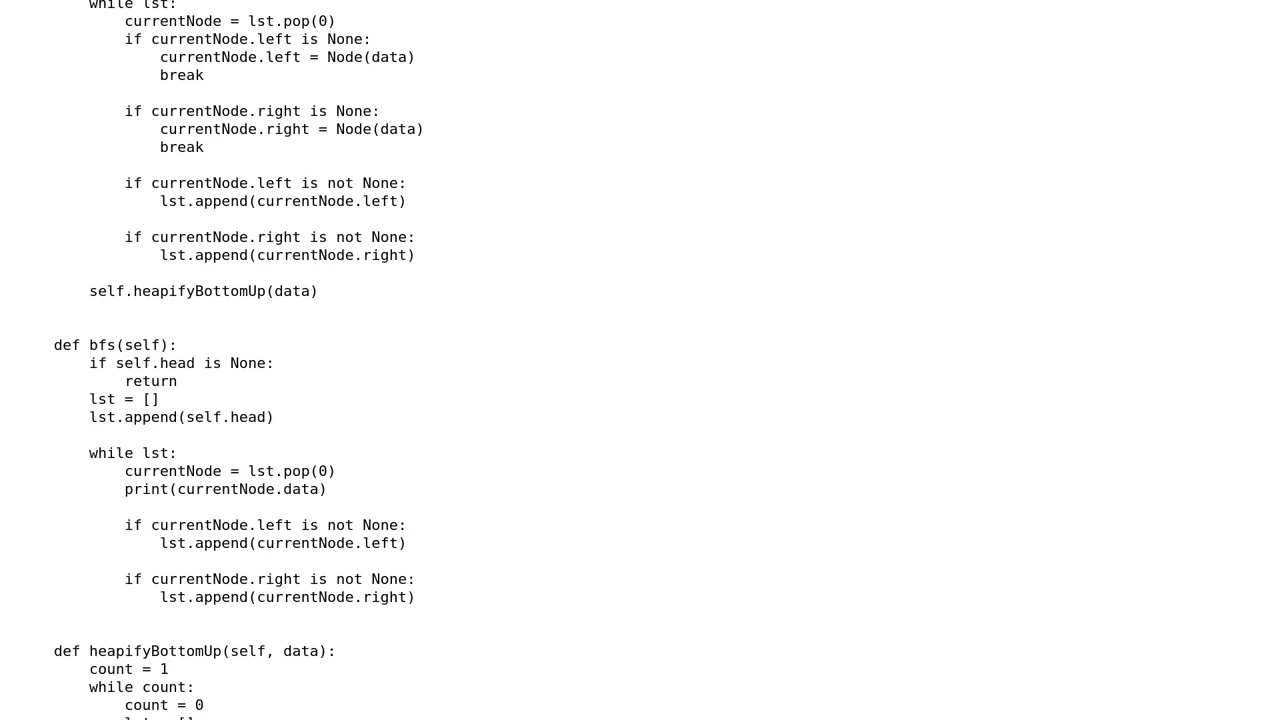 while lst:
            currentNode = lst.pop(0)
            if currentNode.left is None:
                currentNode.left = Node(data)
                break

            if currentNode.right is None:
                currentNode.right = Node(data)
                break

            if currentNode.left is not None:
                lst.append(currentNode.left)

            if currentNode.right is not None:
                lst.append(currentNode.right)

        self.heapifyBottomUp(data)


    def bfs(self):
        if self.head is None:
            return
        lst = []
        lst.append(self.head)

        while lst:
            currentNode = lst.pop(0)
            print(currentNode.data)

            if currentNode.left is not None:
                lst.append(currentNode.left)

            if currentNode.right is not None:
                lst.append(currentNode.right)


    def heapifyBottomUp(self, data):
        count = 1
        while count:
            count = 0
            lst = []